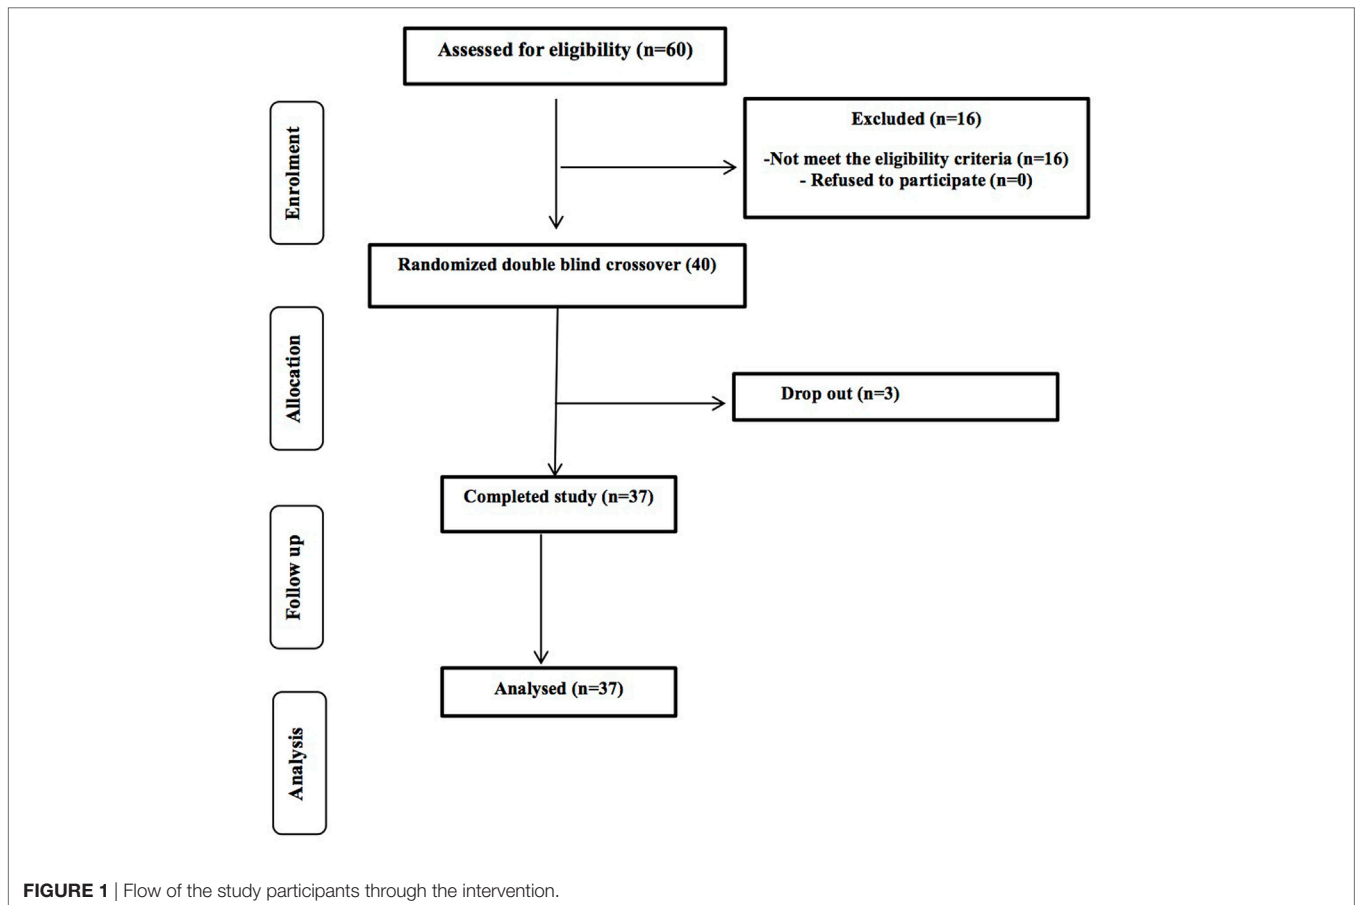 Assessed for eligibility (n=60)
Enrolment
Excluded (n=16)
-Not meet the eligibility criteria (n=16)
- Refused to participate (n=0)
Randomized double blind crossover (40)
Allocation
Drop out (n=3)
Completed study (n=37)
Follow up
Analysed (n=37)
Analysis
FIGURE 1 | Flow of the study participants through the intervention.